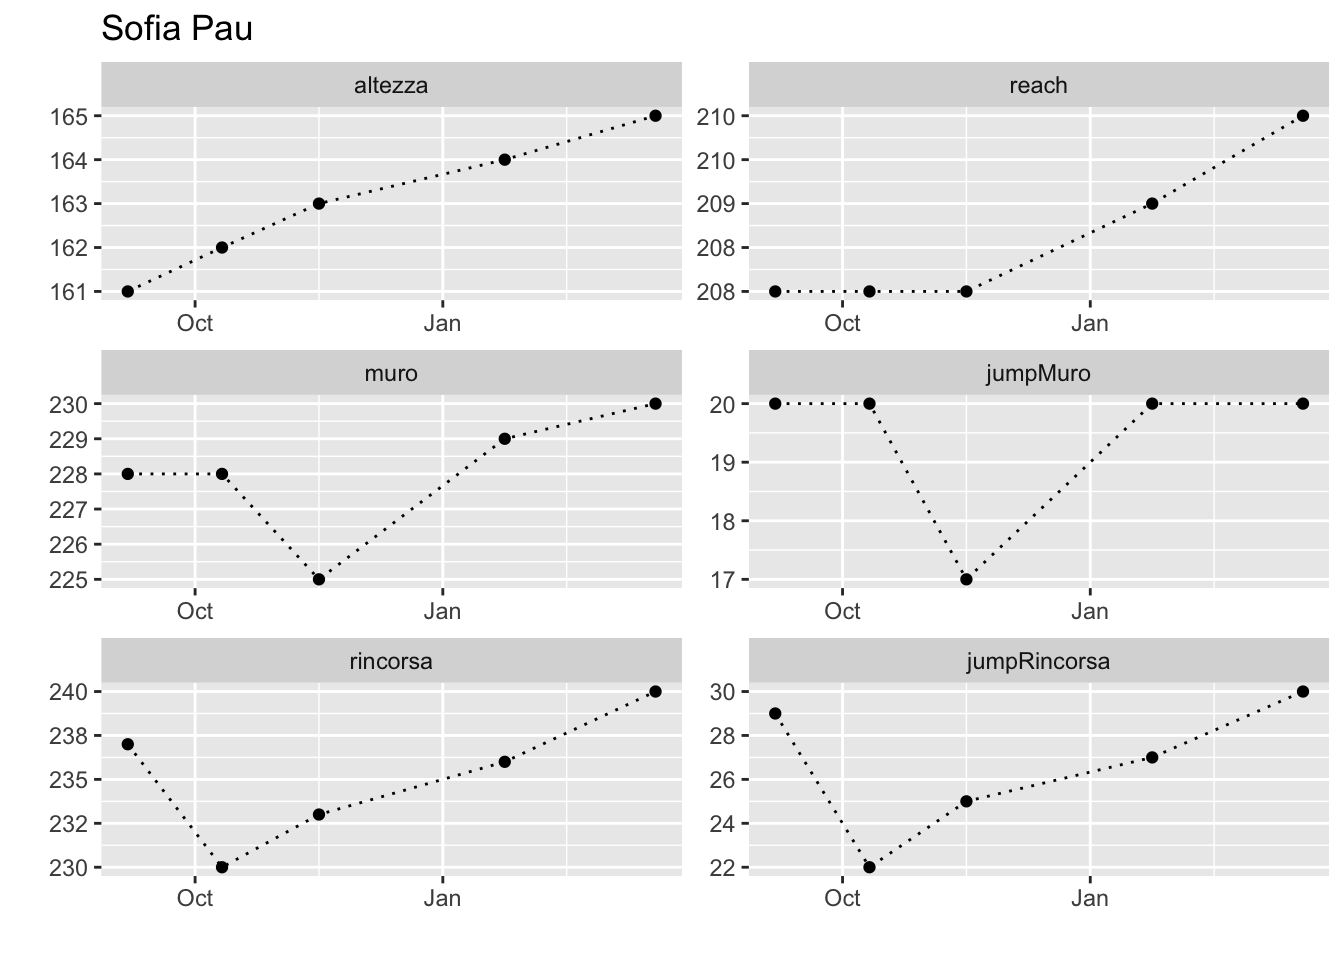 Sofia Pau
altezza
165
164
163
162
161
Oct Jan
reach
210
210
209
208
208
Oct Jan
muro
230
229
228
227
226
225
Oct Jan
jumpMuro
20
19
18
17
Oct Jan
rincorsa
240
238
235
232
230
Oct Jan
jumpRincorsa
30
28
26
24
22
Oct Jan